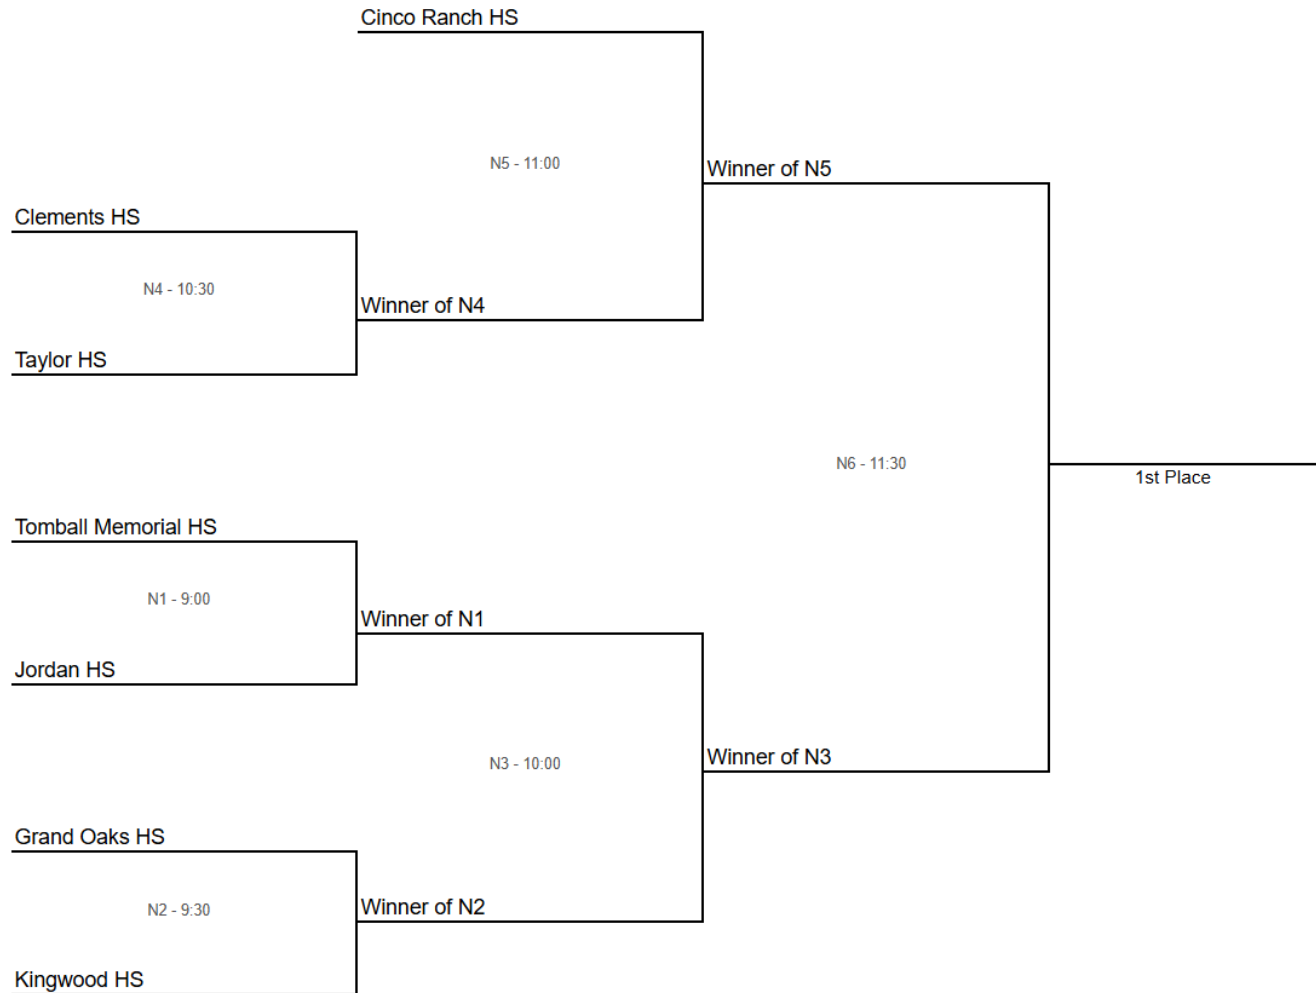 Cinco Ranch HS
N5 - 11:00
Winner of N5
Clements HS
N4 - 10:30
Winner of N4
Taylor HS
N6 - 11:30
1st Place
Tomball Memorial HS
N1 - 9:00
Winner of N1
Jordan HS
N3 - 10:00
Winner of N3
Grand Oaks HS
N2 - 9:30
Winner of N2
Kingwood HS